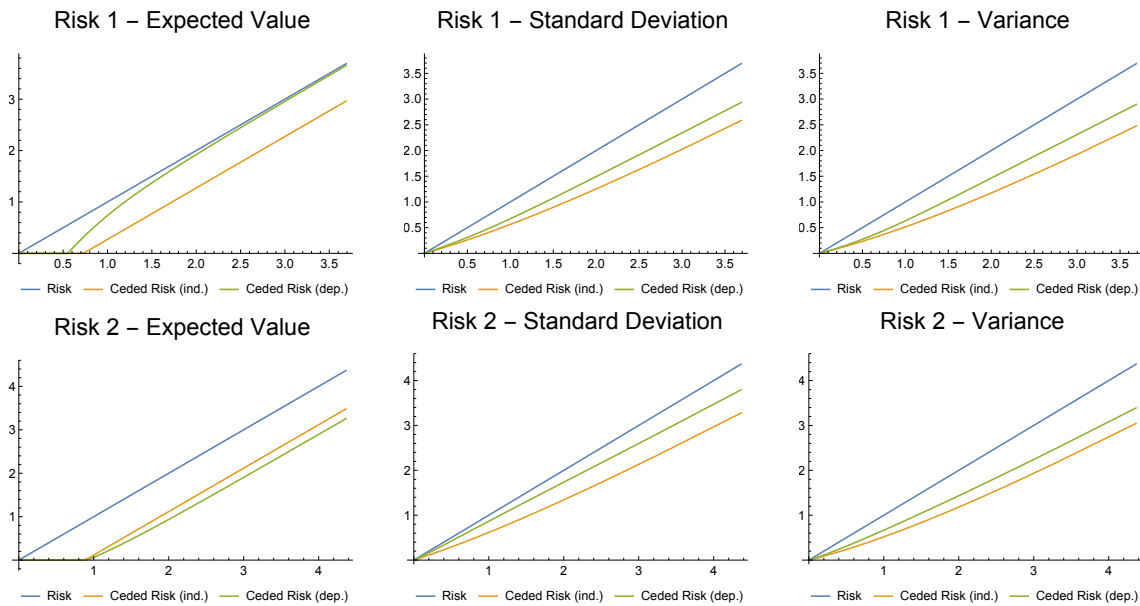 Risk 1 – Expected Value
Risk 1 – Standard Deviation
Risk 1 – Variance
3
2
1
0.5 1.0 1.5 2.0 2.5 3.0 3.5
3.5
3.0
2.5
2.0
1.5
1.0
0.5
0.5 1.0 1.5 2.0 2.5 3.0 3.5
3.5
3.0
2.5
2.0
1.5
1.0
0.5
0.5 1.0 1.5 2.0 2.5 3.0 3.5
Risk Ceded Risk (ind.) Ceded Risk (dep.)
Risk Ceded Risk (ind.) Ceded Risk (dep.)
Risk Ceded Risk (ind.) Ceded Risk (dep.)
Risk 2 – Expected Value
Risk 2 – Standard Deviation
Risk 2 – Variance
4
3
2
1
1 2 3 4
4
3
2
1
1 2 3 4
4
3
2
1
1 2 3 4
Risk Ceded Risk (ind.) Ceded Risk (dep.)
Risk Ceded Risk (ind.) Ceded Risk (dep.)
Risk Ceded Risk (ind.) Ceded Risk (dep.)